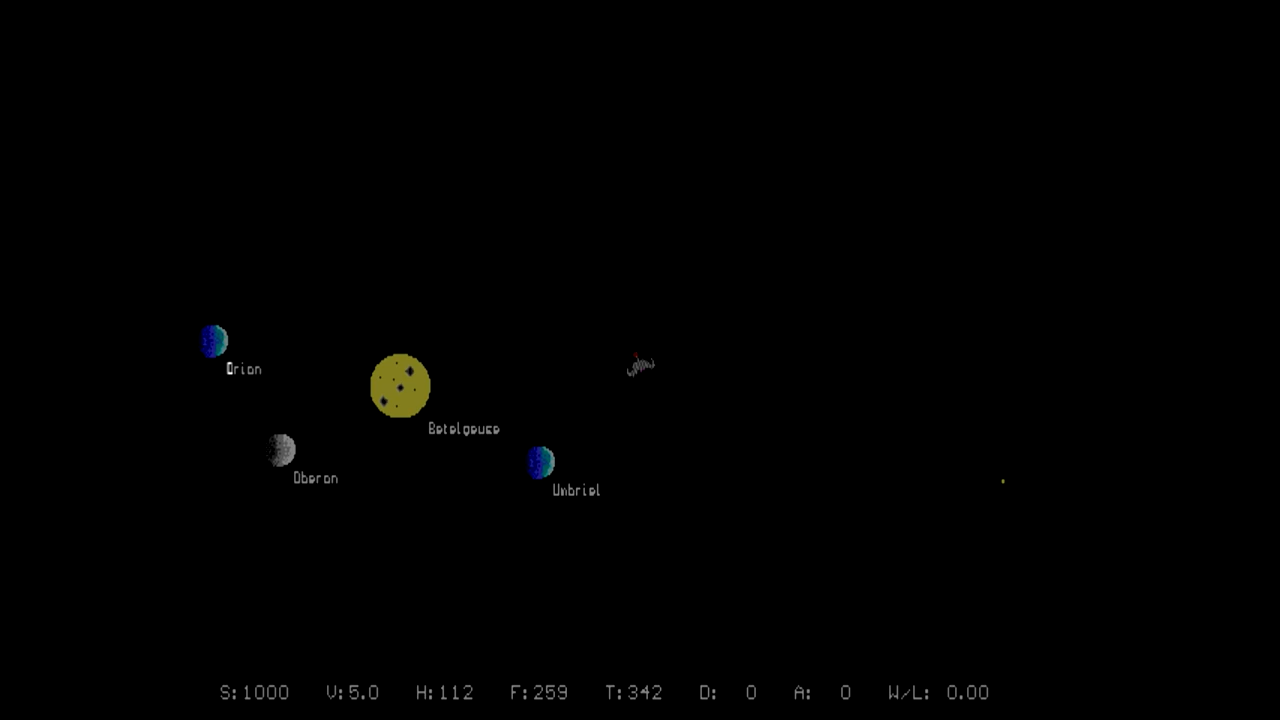 Orion
Betelgeuse
Oberon
Umbriel
S:1000 V:5.0 H:112 F:259 T:342 D: 0 A: 0 W/L: 0.00